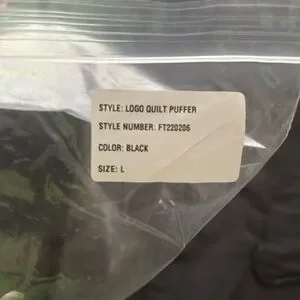 STYLE: LOGO QUILT PUFFER
STYLE NUMBER: FT220206
COLOR: BLACK
SIZE: L